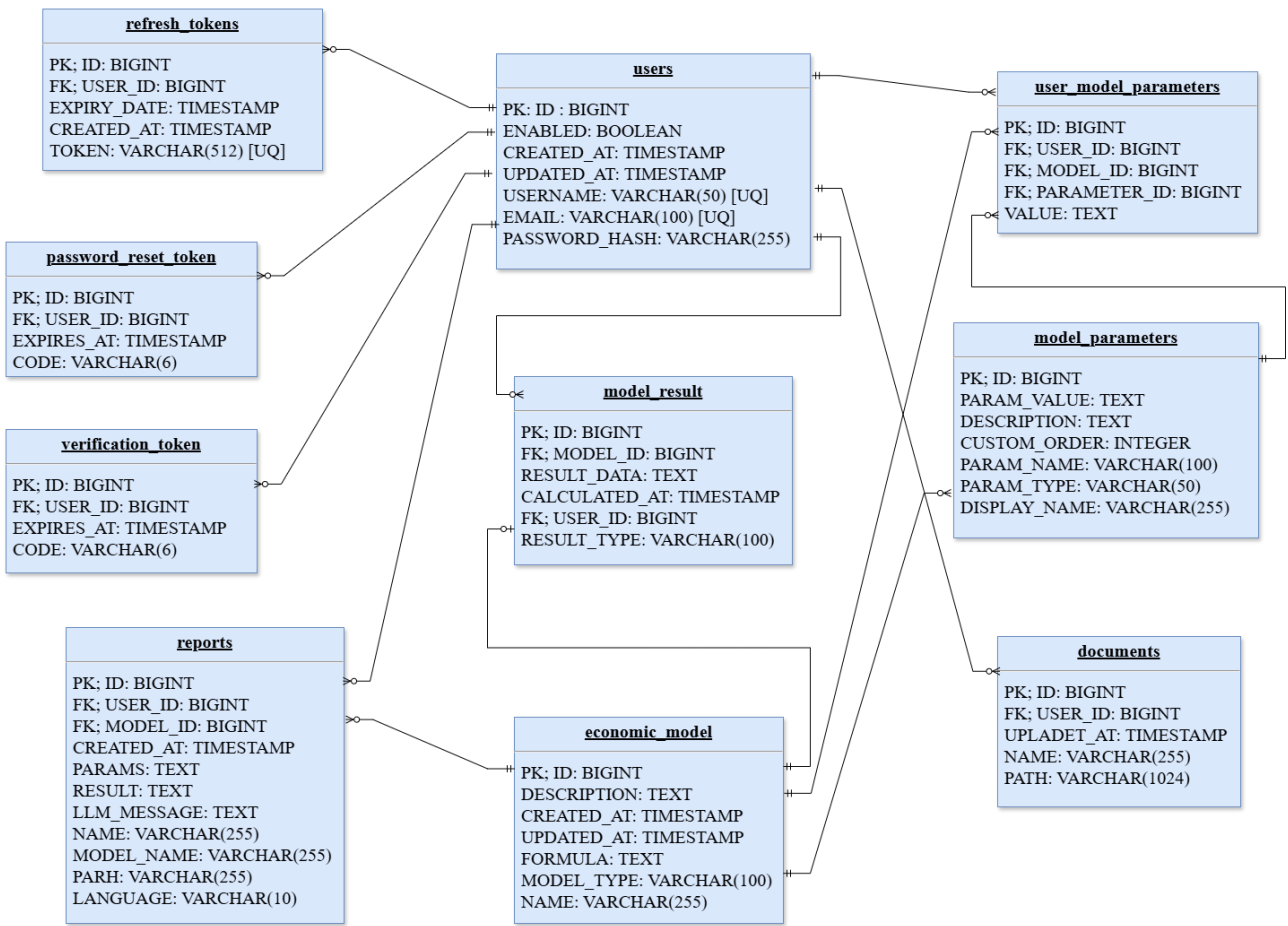 refresh_tokens
PK; ID: BIGINT
FK; USER_ID: BIGINT
EXPIRY_DATE: TIMESTAMP
CREATED_AT: TIMESTAMP
TOKEN: VARCHAR(512) [UQ]
users
PK: ID : BIGINT
ENABLED: BOOLEAN
CREATED_AT: TIMESTAMP
UPDATED_AT: TIMESTAMP
USERNAME: VARCHAR(50) [UQ]
EMAIL: VARCHAR(100) [UQ]
PASSWORD_HASH: VARCHAR(255)
user_model_parameters
PK; ID: BIGINT
FK; USER_ID: BIGINT
FK; MODEL_ID: BIGINT
FK; PARAMETER_ID: BIGINT
VALUE: TEXT
password_reset_token
PK; ID: BIGINT
FK; USER_ID: BIGINT
EXPIRES_AT: TIMESTAMP
CODE: VARCHAR(6)
model_parameters
PK; ID: BIGINT
PARAM_VALUE: TEXT
DESCRIPTION: TEXT
CUSTOM_ORDER: INTEGER
PARAM_NAME: VARCHAR(100)
PARAM_TYPE: VARCHAR(50)
DISPLAY_NAME: VARCHAR(255)
model_result
PK; ID: BIGINT
FK; MODEL_ID: BIGINT
RESULT_DATA: TEXT
CALCULATED_AT: TIMESTAMP
FK; USER_ID: BIGINT
RESULT_TYPE: VARCHAR(100)
verification_token
PK; ID: BIGINT
FK; USER_ID: BIGINT
EXPIRES_AT: TIMESTAMP
CODE: VARCHAR(6)
reports
PK; ID: BIGINT
FK; USER_ID: BIGINT
FK; MODEL_ID: BIGINT
CREATED_AT: TIMESTAMP
PARAMS: TEXT
RESULT: TEXT
LLM_MESSAGE: TEXT
NAME: VARCHAR(255)
MODEL_NAME: VARCHAR(255)
PARH: VARCHAR(255)
LANGUAGE: VARCHAR(10)
economic_model
PK; ID: BIGINT
DESCRIPTION: TEXT
CREATED_AT: TIMESTAMP
UPDATED_AT: TIMESTAMP
FORMULA: TEXT
MODEL_TYPE: VARCHAR(100)
NAME: VARCHAR(255)
documents
PK; ID: BIGINT
FK; USER_ID: BIGINT
UPLADET_AT: TIMESTAMP
NAME: VARCHAR(255)
PATH: VARCHAR(1024)